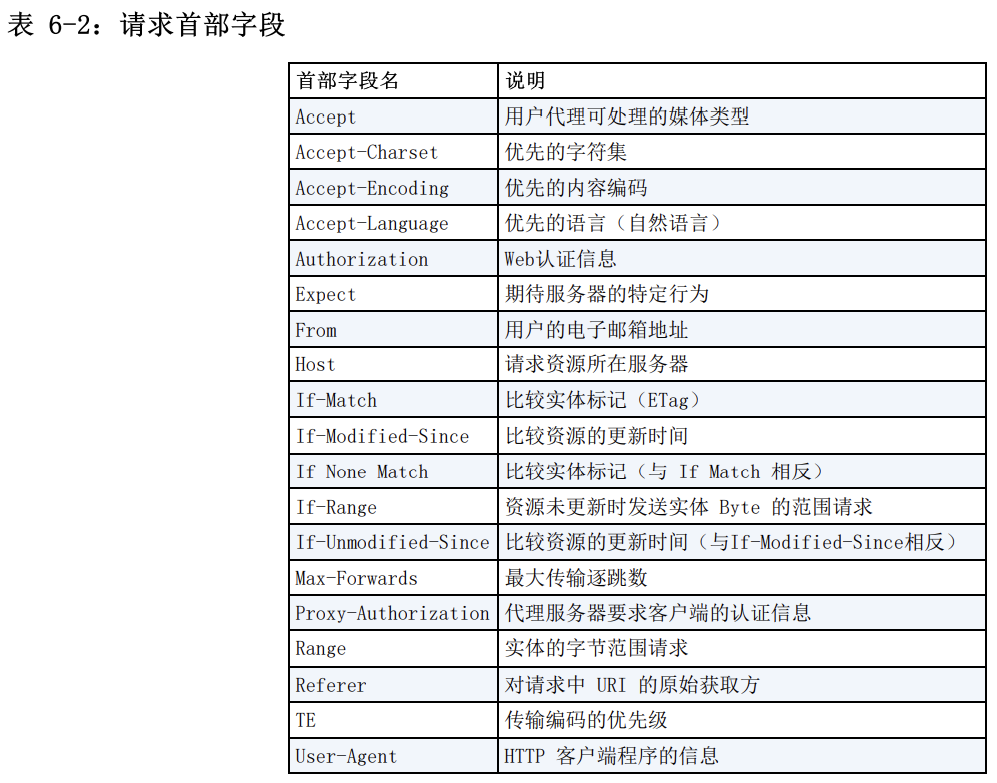 表 6-2：请求首部字段
首部字段名 说明
Accept 用户代理可处理的媒体类型
Accept-Charset 优先的字符集
Accept-Encoding 优先的内容编码
Accept-Language 优先的语言（自然语言）
Authorization Web认证信息
Expect 期待服务器的特定行为
From 用户的电子邮箱地址
Host 请求资源所在服务器
If-Match 比较实体标记（ETag）
If-Modified-Since 比较资源的更新时间
If None Match 比较实体标记（与 If Match 相反）
If-Range 资源未更新时发送实体 Byte 的范围请求
If-Unmodified-Since 比较资源的更新时间（与If-Modified-Since相反）
Max-Forwards 最大传输逐跳数
Proxy-Authorization 代理服务器要求客户端的认证信息
Range 实体的字节范围请求
Referer 对请求中 URI 的原始获取方
TE 传输编码的优先级
User-Agent HTTP 客户端程序的信息